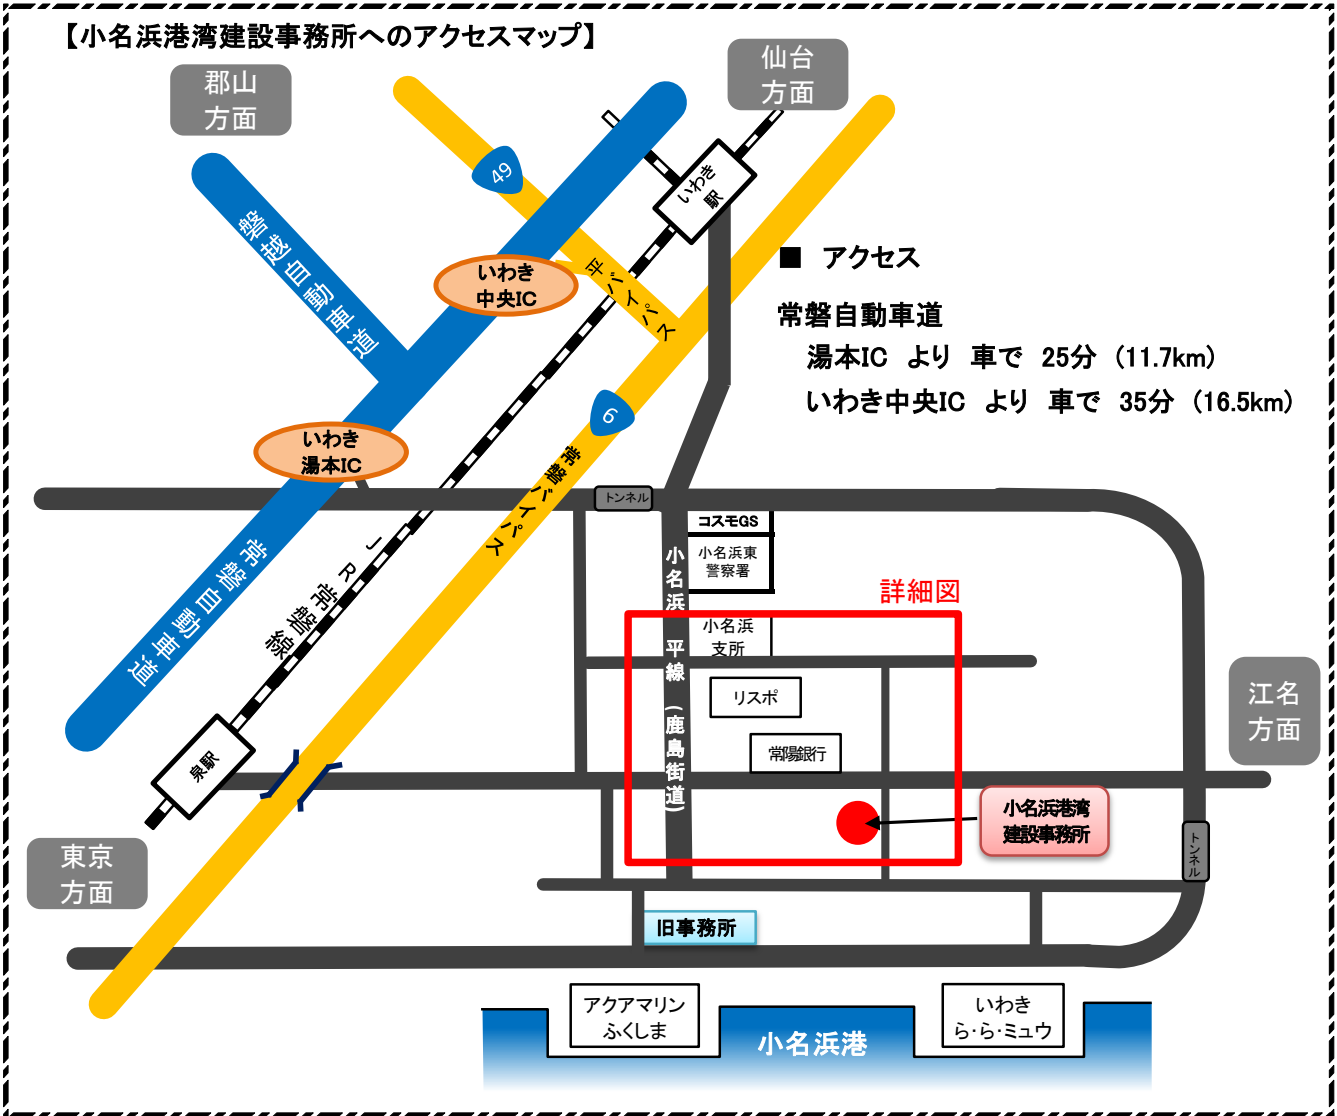 【小名浜港湾建設事務所へのアクセスマップ】
郡山
方面
仙台
方面
49
いわき
駅
磐越自動車道
いわき
中央IC
平バイパス
■ アクセス
常磐自動車道
湯本IC より 車で 25分 (11.7km)
いわき中央IC より 車で 35分 (16.5km)
6
いわき
湯本IC
常磐バイパス
トンネル
コスモGS
小名浜東
警察署
常磐自動車道
JR常磐線
小名浜 平線 (鹿島街道)
詳細図
小名浜
支所
リスポ
常陽銀行
江名
方面
泉駅
小名浜港湾
建設事務所
トンネル
東京
方面
旧事務所
アクアマリン
ふくしま
小名浜港
いわき
ら・ら・ミュウ